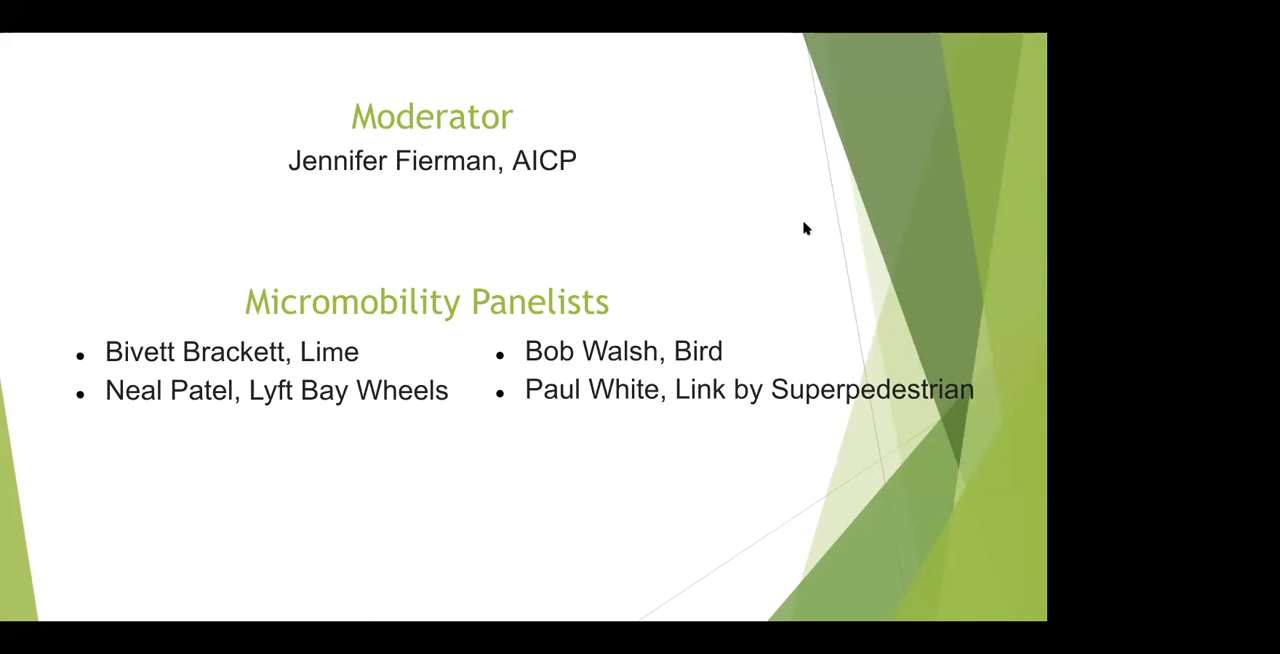 Moderator
Jennifer Fierman, AICP
Micromobility Panelists
• Bivett Brackett, Lime
• Neal Patel, Lyft Bay Wheels
• Bob Walsh, Bird
• Paul White, Link by Superpedestrian